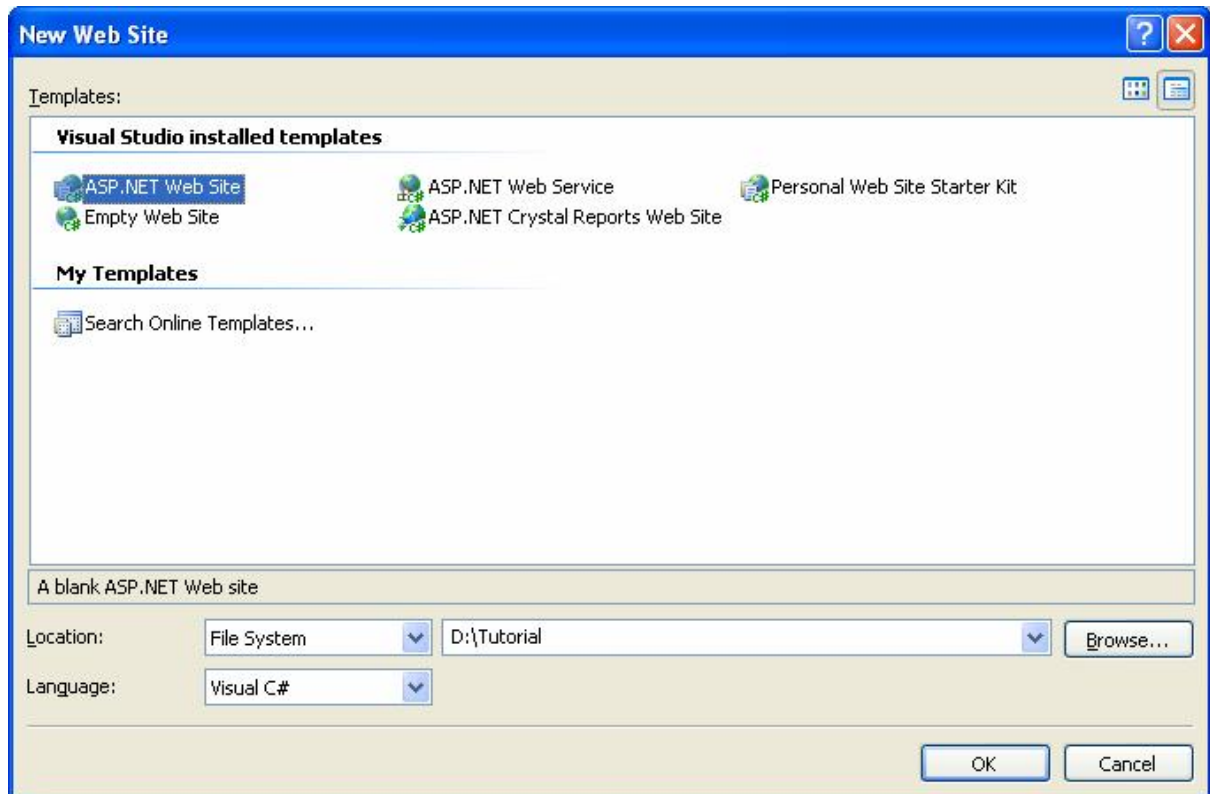 New Web Site
Templates:
Visual Studio installed templates
ASP.NET Web Site ASP.NET Web Service Personal Web Site Starter Kit
Empty Web Site ASP.NET Crystal Reports Web Site
My Templates
Search Online Templates...
A blank ASP.NET Web site
Location: File System D:\Tutorial Browse...
Language: Visual C#
OK Cancel